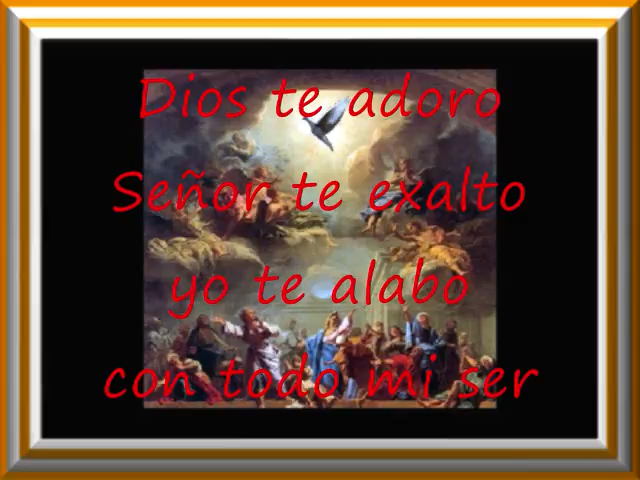 Dios te adoro
Señor te exalto
yo te alabo
con todo mi ser